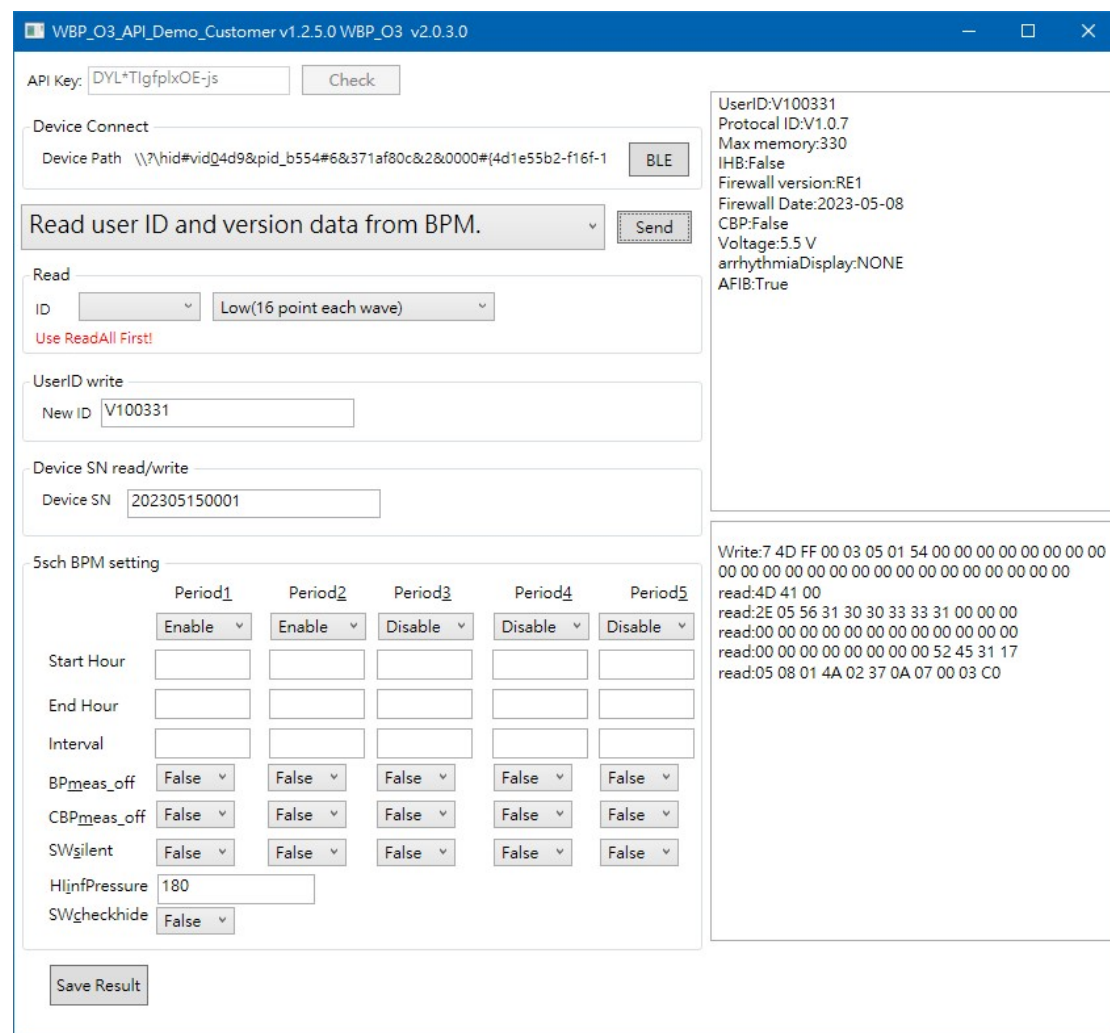 WBP_O3_API_Demo_Customer v1.2.5.0 WBP_O3 v2.0.3.0
API Key: DYL*TIgfplxOE-js Check
Device Connect
Device Path \\?\hid#vid04d9&pid_b554#6&371af80c&2&0000#{4d1e55b2-f16f-1 BLE
Read user ID and version data from BPM. Send
Read
ID Low(16 point each wave)
Use ReadAll First!
UserID write
New ID V100331
Device SN read/write
Device SN 202305150001
5sch BPM setting
Period1 Period2 Period3 Period4 Period5
Enable Enable Disable Disable Disable
Start Hour
End Hour
Interval
BPmeas_off False False False False False
CBPmeas_off False False False False False
SWsilent False False False False False
HIinfPressure 180
SWcheckhide False
Save Result
UserID:V100331
Protocal ID:V1.0.7
Max memory:330
IHB:False
Firewall version:RE1
Firewall Date:2023-05-08
CBP:False
Voltage:5.5 V
arrhythmiaDisplay:NONE
AFIB:True
Write:7 4D FF 00 03 05 01 54 00 00 00 00 00 00 00 00
00 00 00 00 00 00 00 00 00 00 00 00 00 00 00 00
read:4D 41 00
read:2E 05 56 31 30 30 33 33 31 00 00 00
read:00 00 00 00 00 00 00 00 00 00 00 00
read:00 00 00 00 00 00 00 00 52 45 31 17
read:05 08 01 4A 02 37 0A 07 00 03 C0